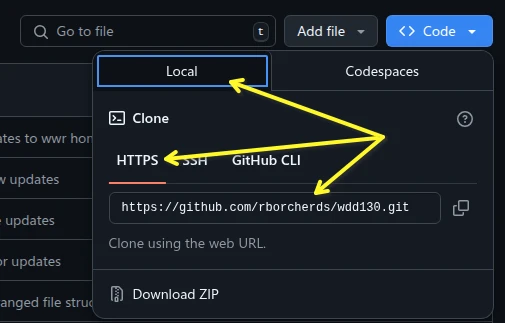 Go to file
t
Add file
<> Code
Local
Codespaces
Clone
HTTPS
SSH
GitHub CLI
https://github.com/rborcherds/wdd130.git
Clone using the web URL.
Download ZIP
ates to wwr hom
w updates
e updates
or updates
anged file struc